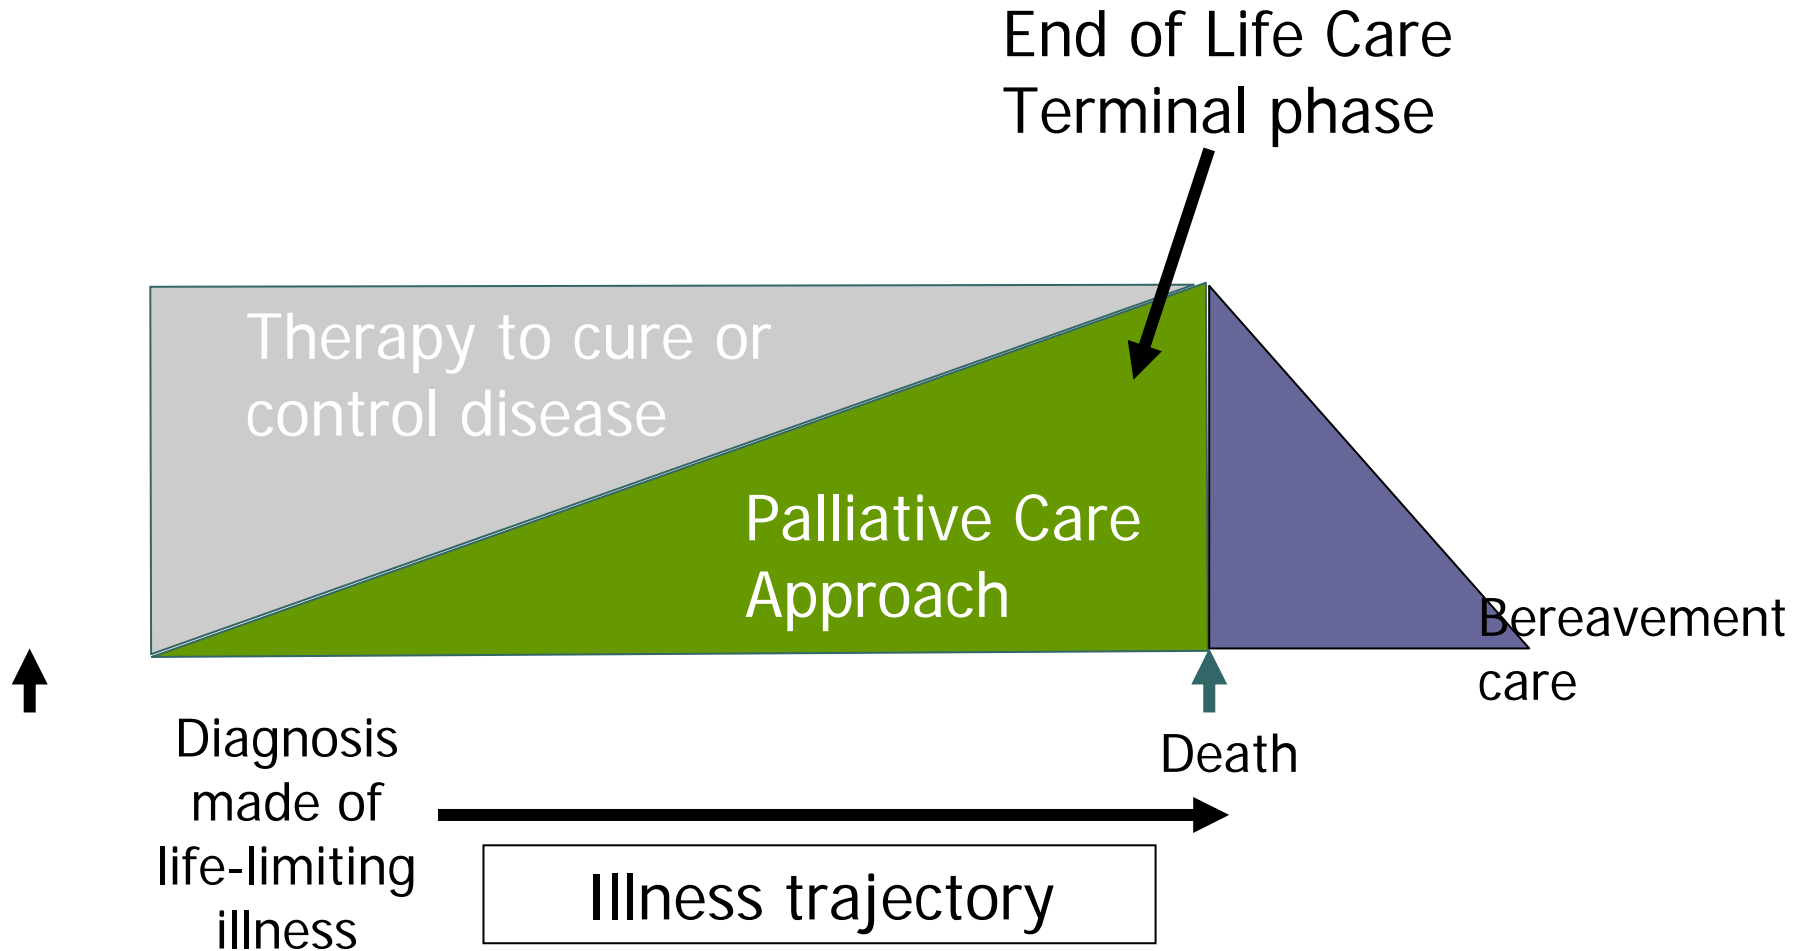 End of Life Care
Terminal phase
Therapy to cure or
control disease
Palliative Care
Approach
Bereavement
care
Diagnosis
made of
life-limiting
illness
Death
Illness trajectory